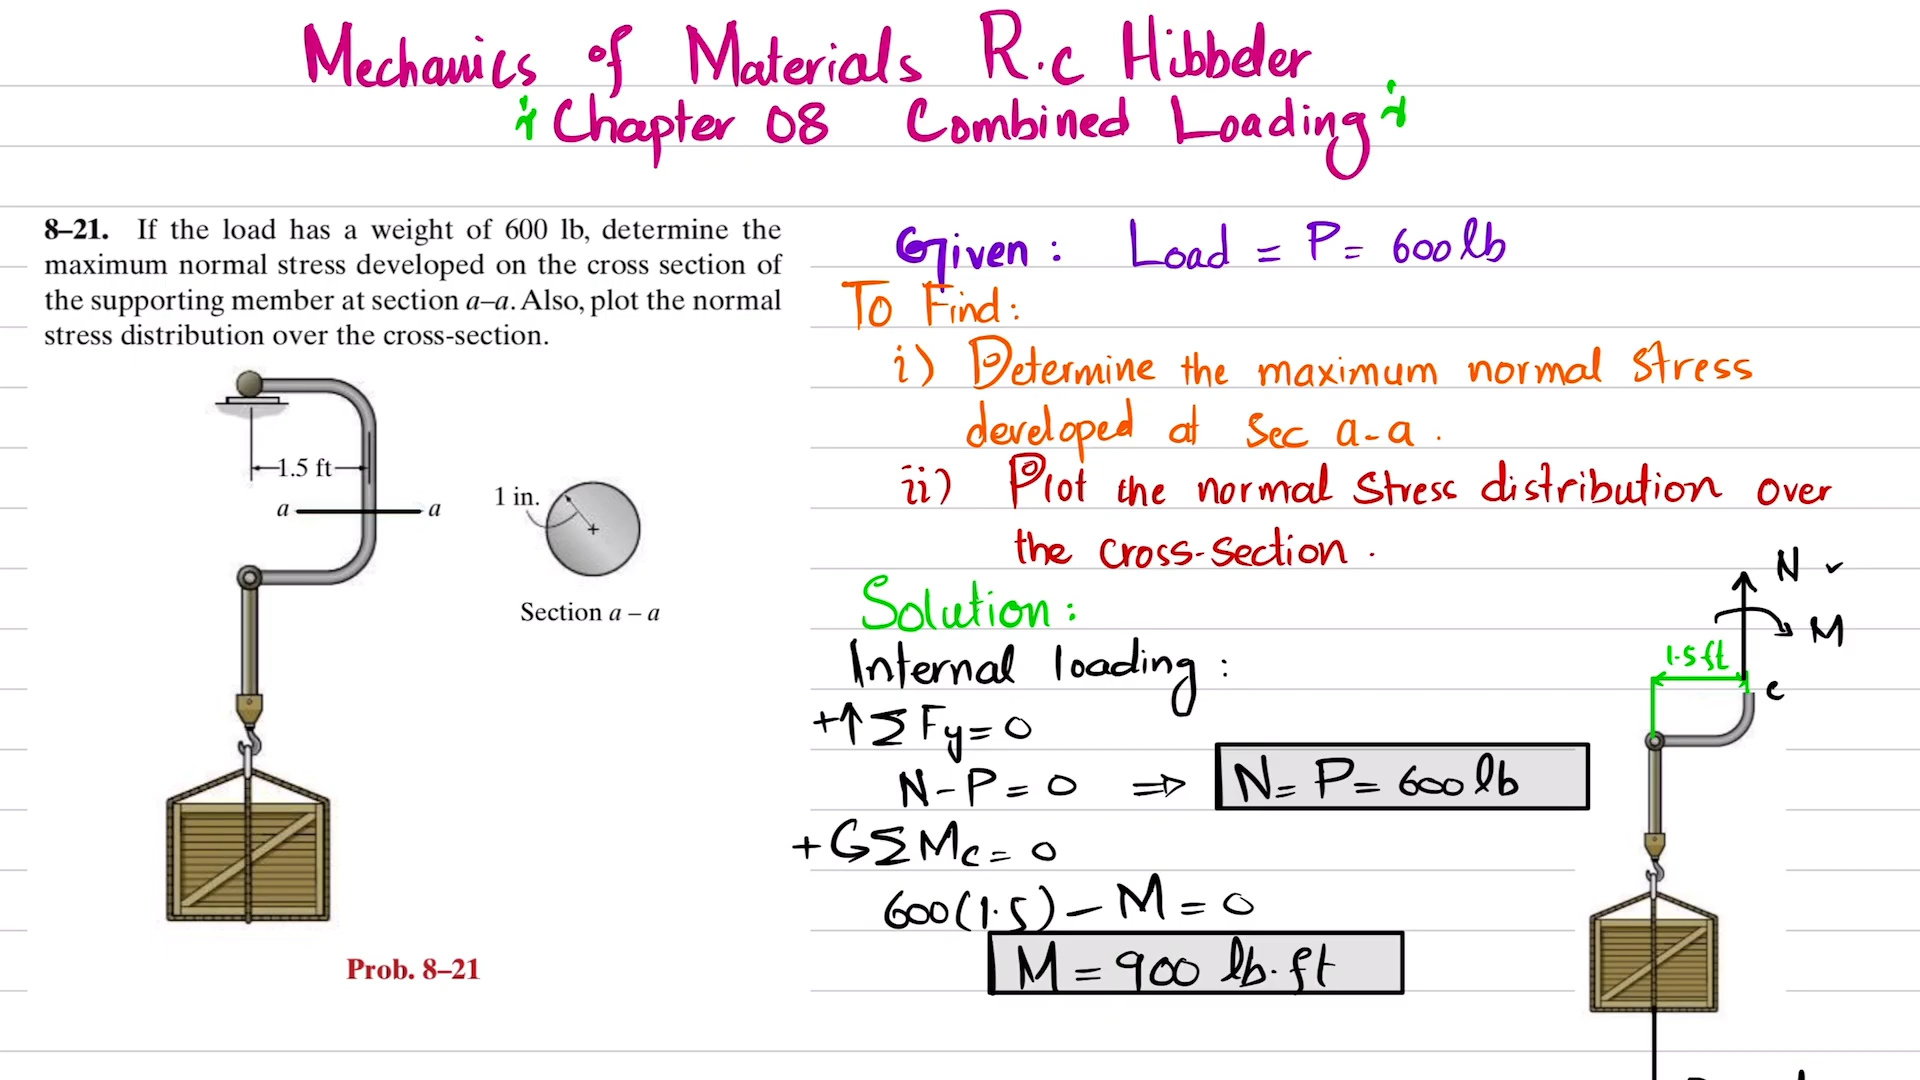 Mechanics of Materials R.C Hibbeler
Chapter 08 Combined Loading
8–21. If the load has a weight of 600 lb, determine the
maximum normal stress developed on the cross section of
the supporting member at section a–a. Also, plot the normal
stress distribution over the cross-section.
1.5 ft
a
a
1 in.
Section a – a
Prob. 8–21
Given : Load = P = 600 lb
To Find :
i) Determine the maximum normal stress
developed at Sec a-a .
ii) Plot the normal stress distribution over
the cross-section .
Solution :
Internal loading :
+↑ΣFy = 0
N - P = 0 ⇒ N = P = 600 lb
+↺ΣMc = 0
600(1.5) - M = 0
M = 900 lb·ft
N
M
1.5 ft
c